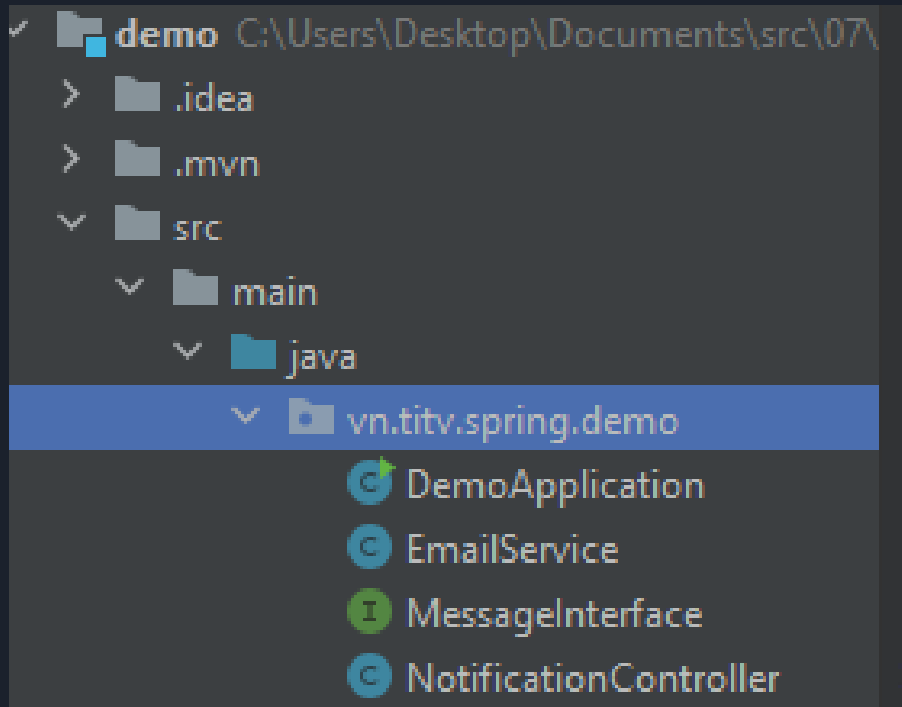 demo C:\Users\Desktop\Documents\src\07\
.idea
.mvn
src
main
java
vn.titv.spring.demo
DemoApplication
EmailService
MessageInterface
NotificationController